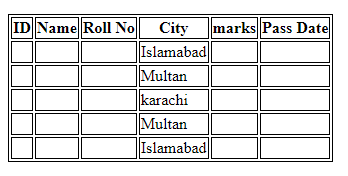 ID Name Roll No City marks Pass Date
Islamabad
Multan
karachi
Multan
Islamabad